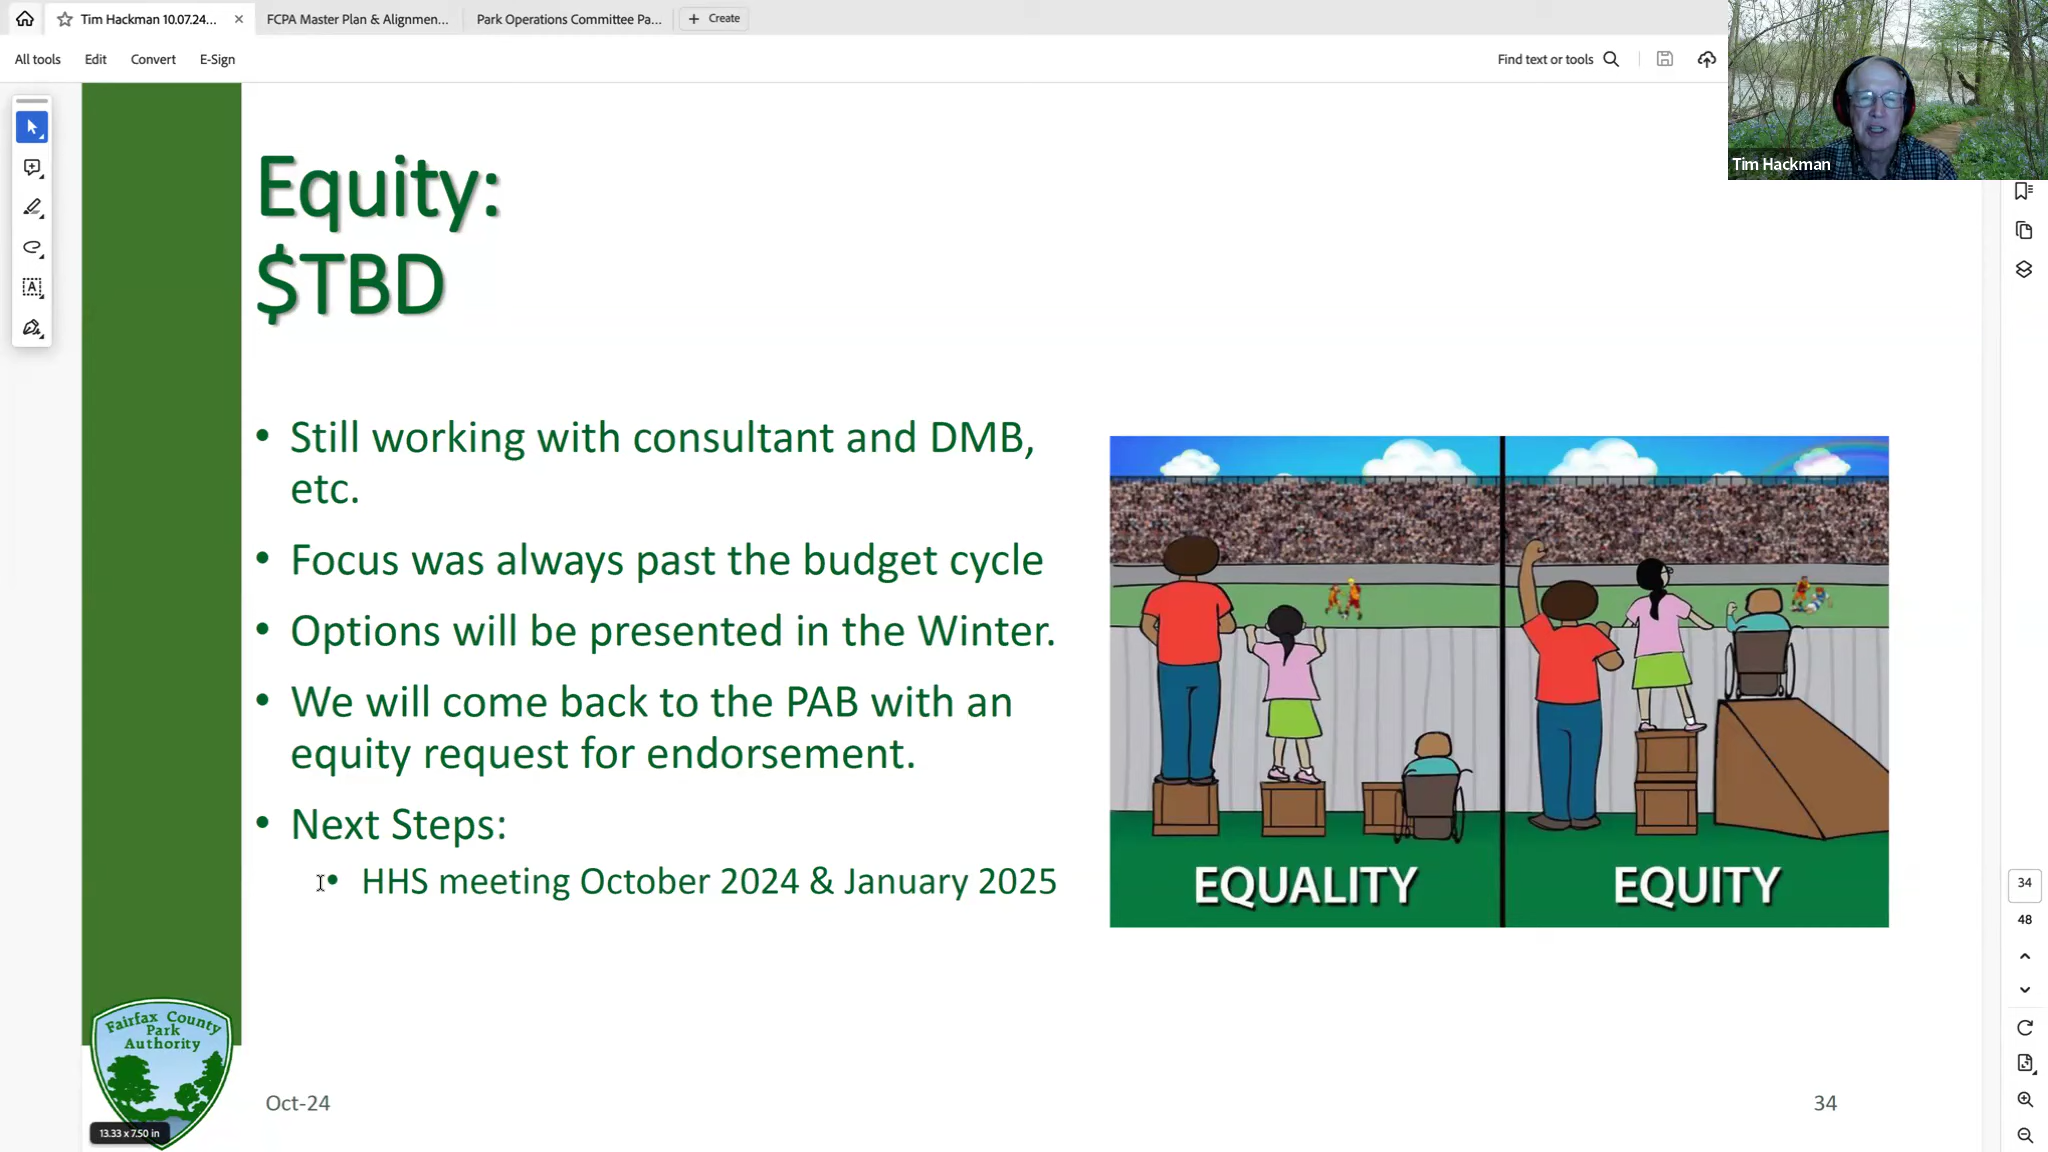 Tim Hackman 10.07.24...
FCPA Master Plan & Alignmen...
Park Operations Committee Pa...
Create
All tools
Edit
Convert
E-Sign
Find text or tools
Tim Hackman
Equity:
$TBD
• Still working with consultant and DMB,
etc.
• Focus was always past the budget cycle
• Options will be presented in the Winter.
• We will come back to the PAB with an
equity request for endorsement.
• Next Steps:
• HHS meeting October 2024 & January 2025
EQUALITY
EQUITY
34
48
Fairfax County
Park
Authority
13.33 x 7.50 in
Oct-24
34